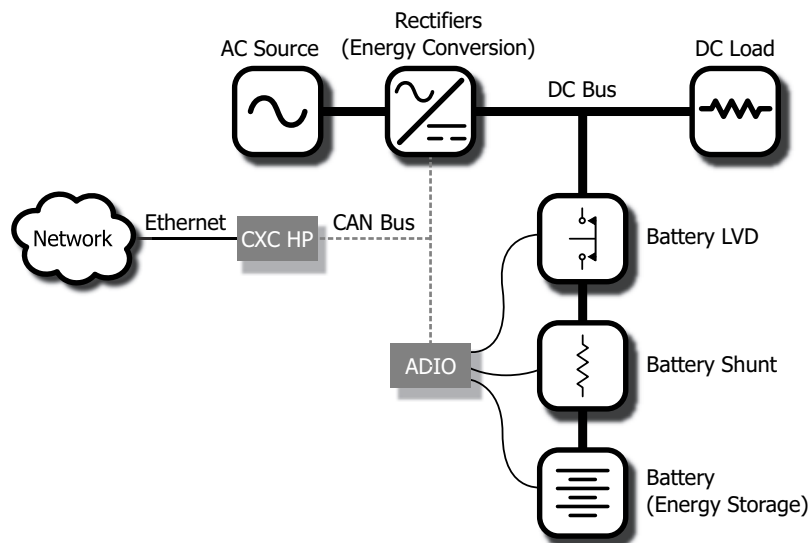 Rectifiers
AC Source
(Energy Conversion)
DC Load
DC Bus
Ethernet
CAN Bus
Network
CXC HP
Battery LVD
ADIO
Battery Shunt
Battery
(Energy Storage)